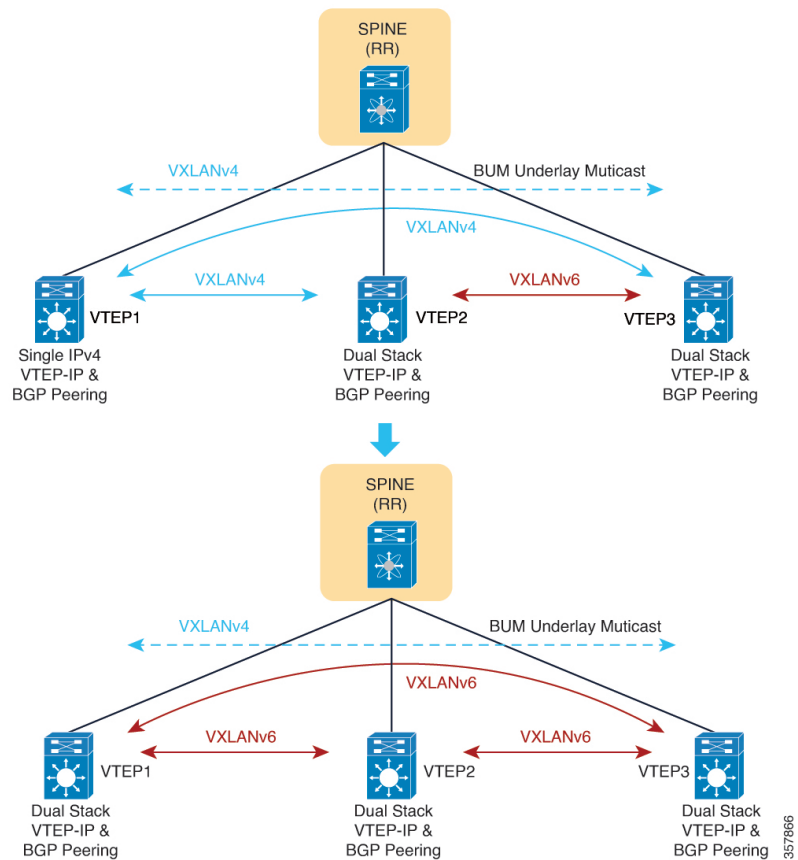 SPINE
(RR)
VXLANv4
BUM Underlay Muticast
VXLANv4
VXLANv4
VXLANv6
VTEP1
VTEP2
VTEP3
Single IPv4
VTEP-IP &
BGP Peering
Dual Stack
VTEP-IP &
BGP Peering
Dual Stack
VTEP-IP &
BGP Peering
SPINE
(RR)
VXLANv4
BUM Underlay Muticast
VXLANv6
VXLANv6
VXLANv6
VTEP1
VTEP2
VTEP3
Dual Stack
VTEP-IP &
BGP Peering
Dual Stack
VTEP-IP &
BGP Peering
Dual Stack
VTEP-IP &
BGP Peering
357866